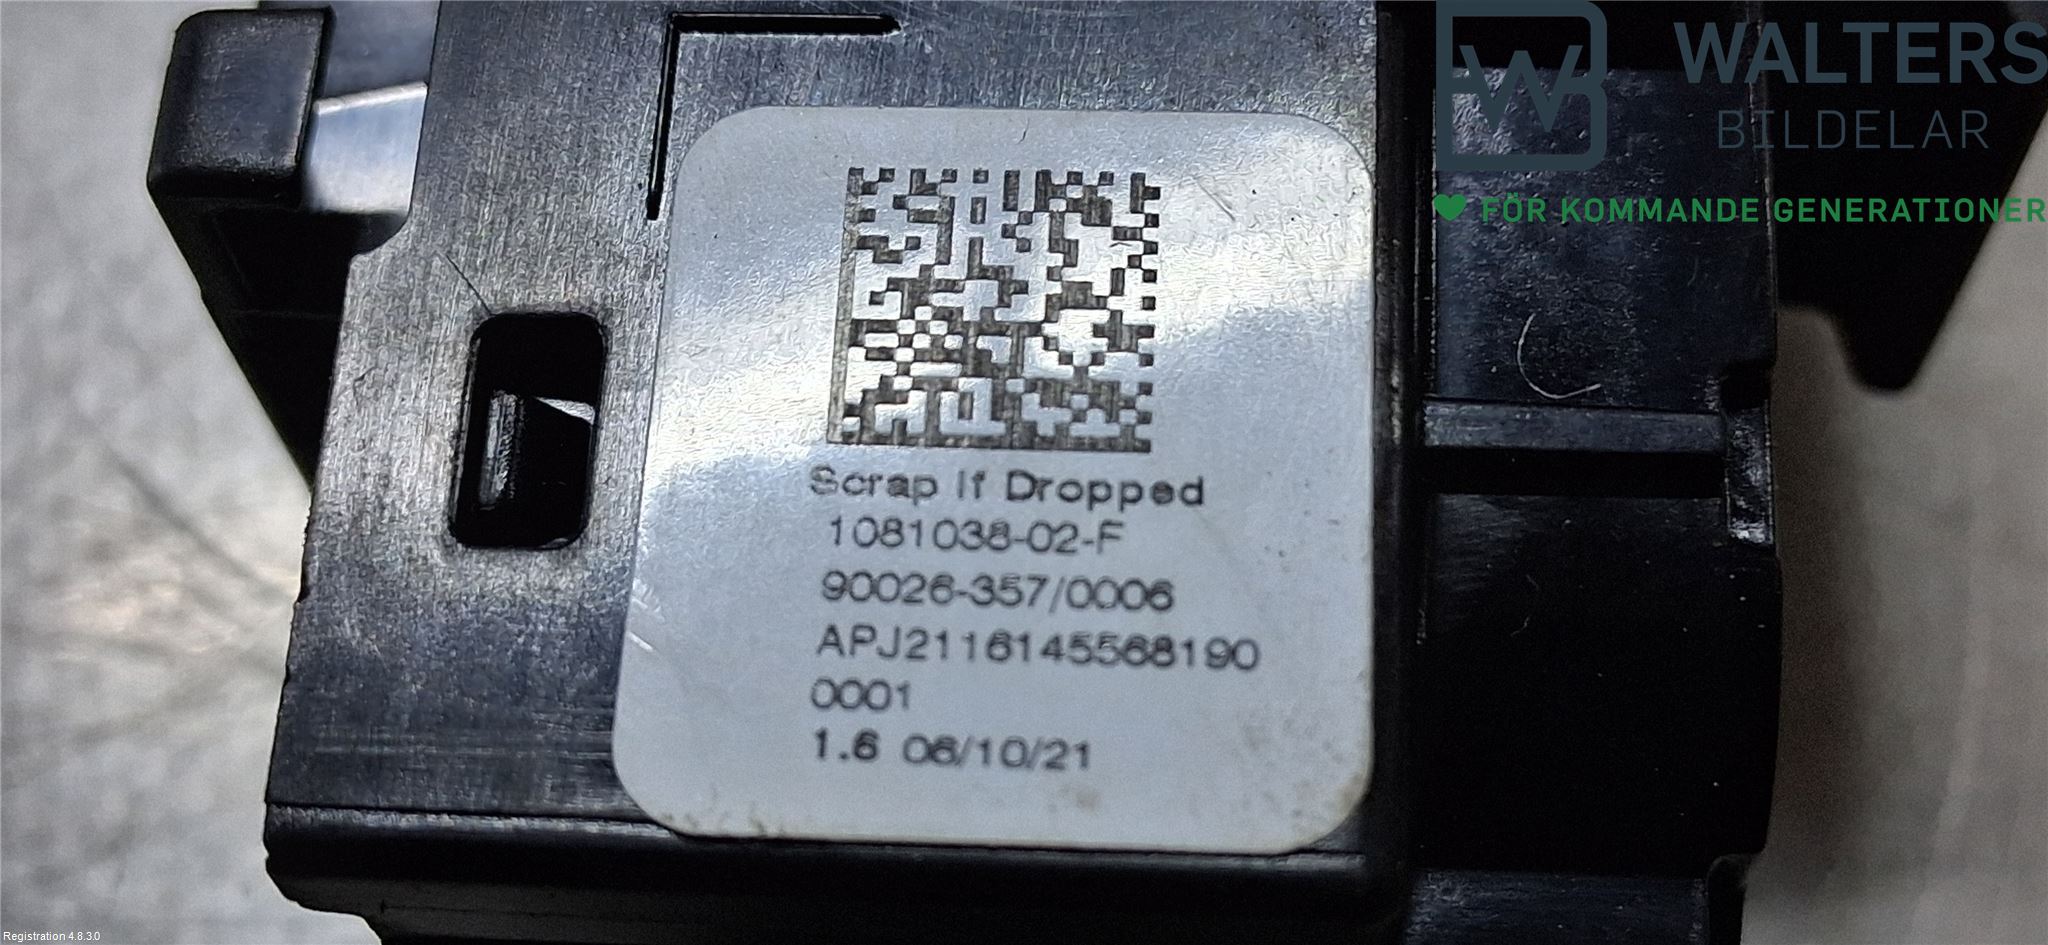 WALTERS
BILDELAR
FÖR KOMMANDE GENERATIONER
Scrap If Dropped
1081038-02-F
90026-357/0006
APJ2116145568190
0001
1.6 06/10/21
Registration 4.8.3.0